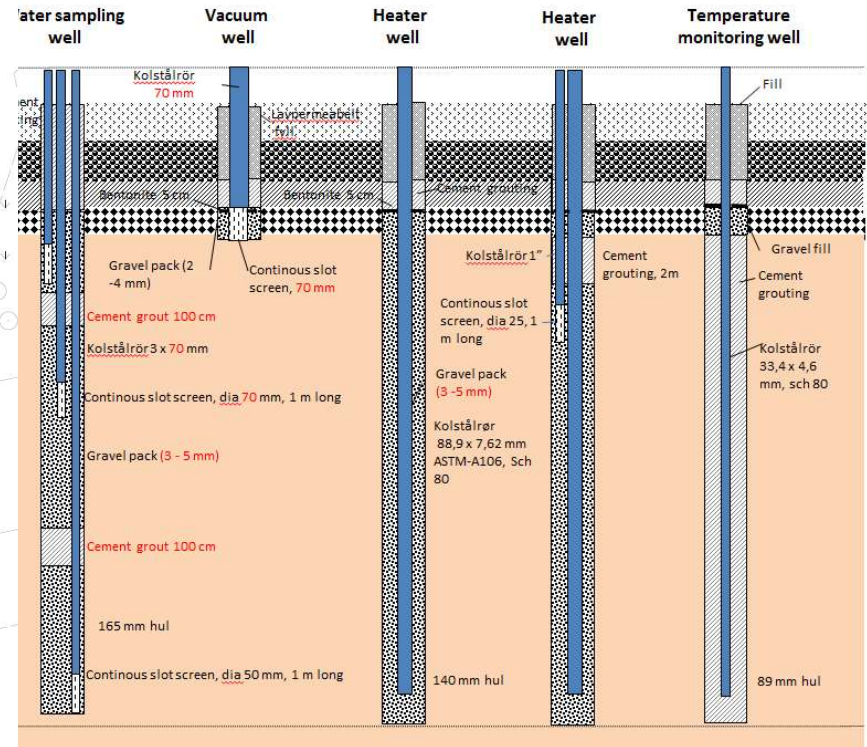 ater sampling
well
Vacuum
well
Heater
well
Heater
well
Temperature
monitoring well
Kolstålrör
70 mm
Fill
Lavpermeabelt
fyll
Bentonite 5 cm
Bentonite 5 cm
Cement grouting
Gravel pack (2
-4 mm)
Continous slot
screen, 70 mm
Kolstålrör 1"
Cement
grouting, 2m
Gravel fill
Cement
grouting
Cement grout 100 cm
Kolstålrör 3 x 70 mm
Continous slot
screen, dia 25, 1
m long
Kolstålrör
33,4 x 4,6
mm, sch 80
Continous slot screen, dia 70 mm, 1 m long
Gravel pack
(3 -5 mm)
Kolstålrør
88,9 x 7,62 mm
ASTM-A106, Sch
80
Gravel pack (3 - 5 mm)
Cement grout 100 cm
165 mm hul
Continous slot screen, dia 50 mm, 1 m long
140 mm hul
89 mm hul